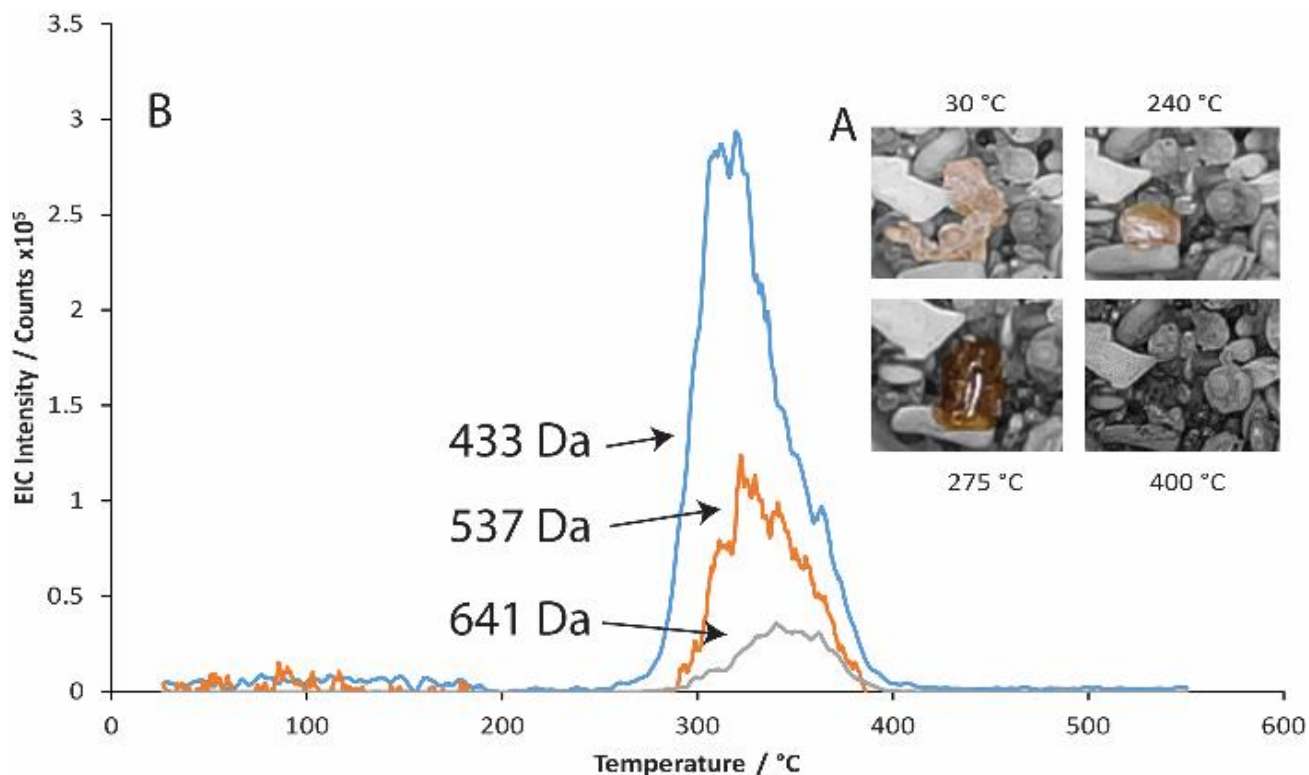 3.5
3
2.5
2
1.5
1
0.5
0
EIC Intensity / Counts x10⁵
B
A
30 °C
240 °C
275 °C
400 °C
433 Da
537 Da
641 Da
0 100 200 300 400 500 600
Temperature / °C